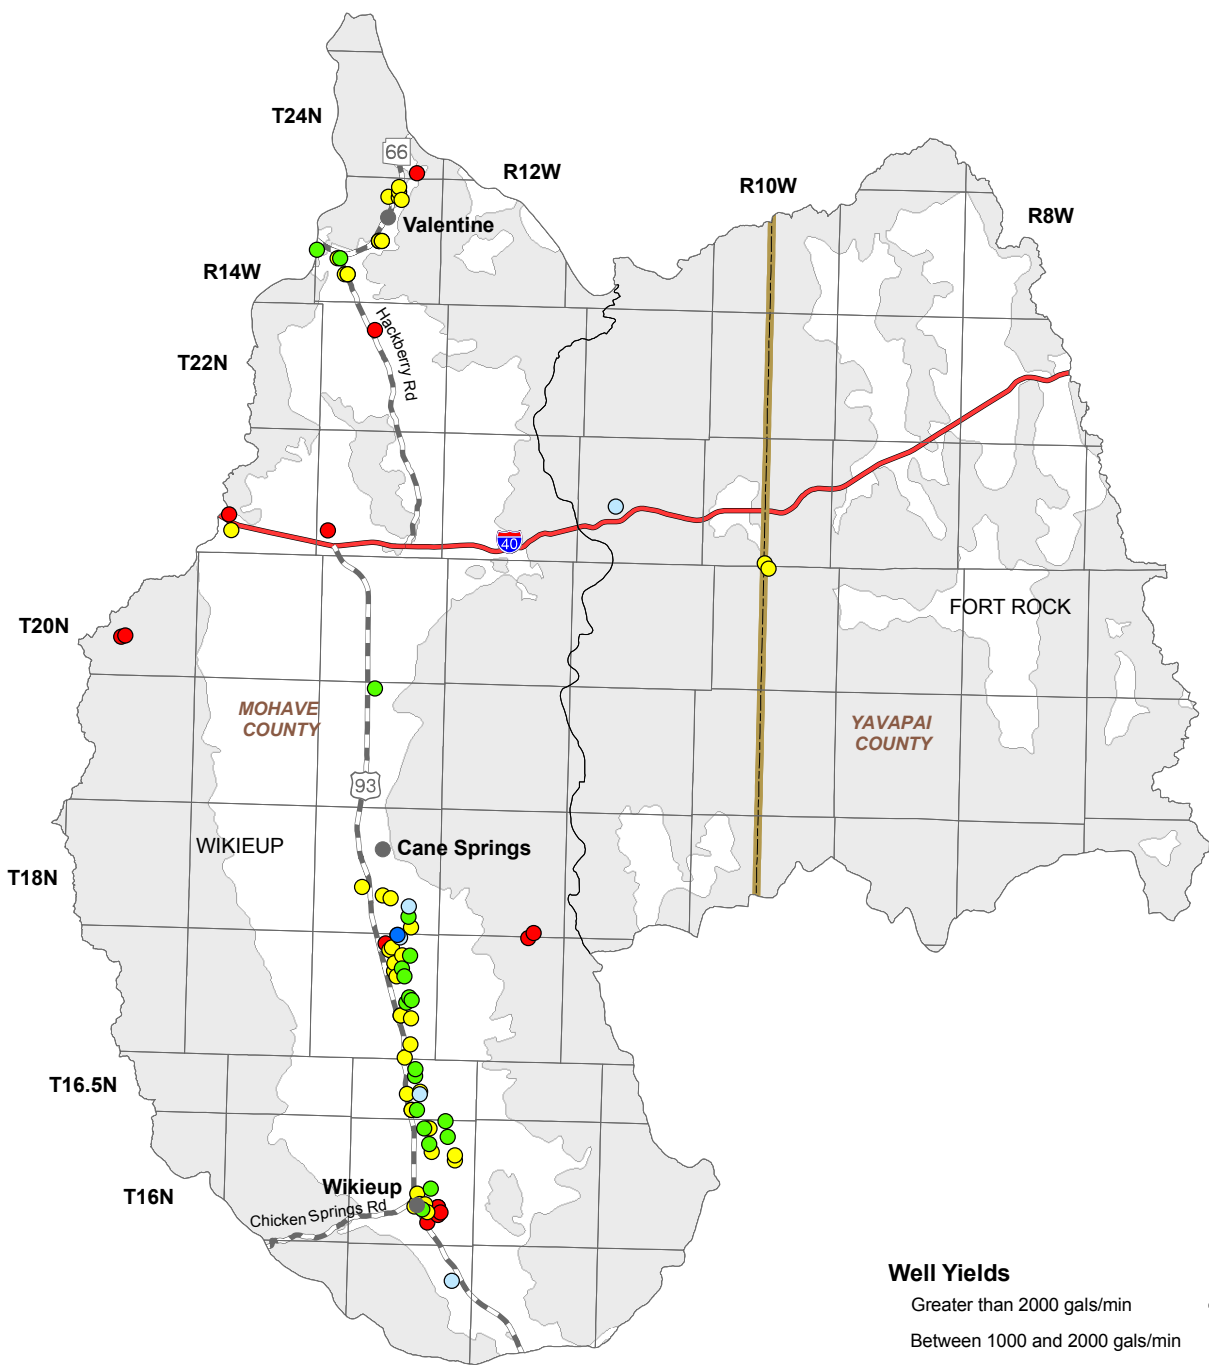 T24N
66
R12W
R10W
R8W
Valentine
R14W
Hackberry Rd
T22N
40
T20N
FORT ROCK
MOHAVE
COUNTY
YAVAPAI
COUNTY
93
WIKIEUP
Cane Springs
T18N
T16.5N
T16N
Wikieup
Chicken Springs Rd
Well Yields
Greater than 2000 gals/min
Between 1000 and 2000 gals/min